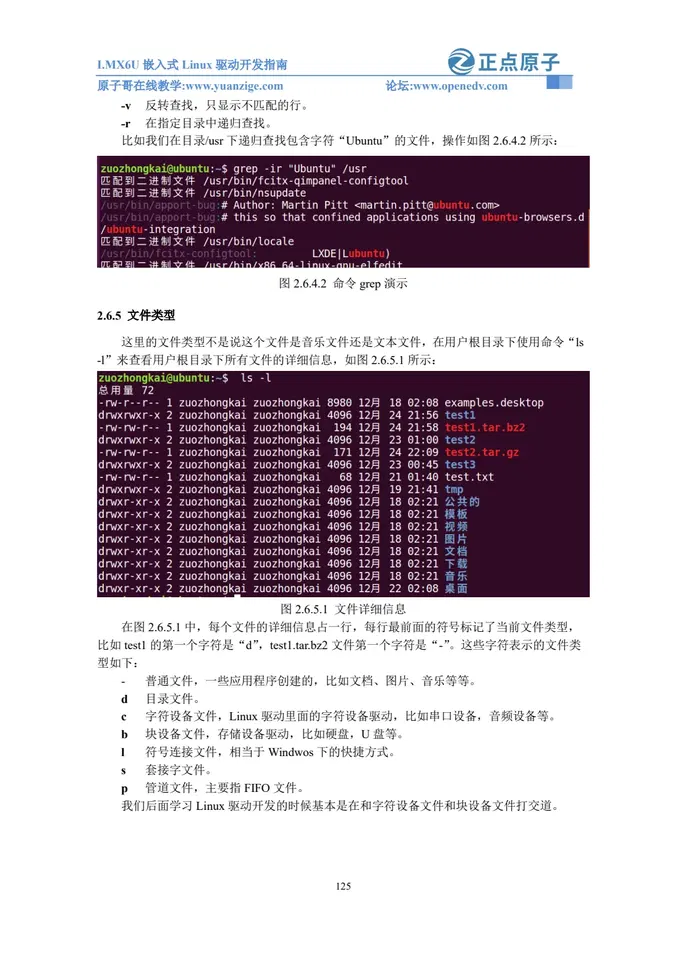 I.MX6U 嵌入式 Linux 驱动开发指南
正点原子
原子哥在线教学:www.yuanzige.com 论坛:www.openedv.com
-v 反转查找，只显示不匹配的行。
-r 在指定目录中递归查找。
比如我们在目录/usr 下递归查找包含字符“Ubuntu”的文件，操作如图 2.6.4.2 所示：
zuozhongkai@ubuntu:~$ grep -ir "Ubuntu" /usr
匹配到二进制文件 /usr/bin/fcitx-qimpanel-configtool
匹配到二进制文件 /usr/bin/nsupdate
/usr/bin/apport-bug:# Author: Martin Pitt <martin.pitt@ubuntu.com>
/usr/bin/apport-bug:# this so that confined applications using ubuntu-browsers.d
/ubuntu-integration
匹配到二进制文件 /usr/bin/locale
/usr/bin/fcitx-configtool: LXDE|Lubuntu)
匹配到二进制文件 /usr/bin/x86_64-linux-gnu-elfedit
图 2.6.4.2 命令 grep 演示
2.6.5 文件类型
这里的文件类型不是说这个文件是音乐文件还是文本文件，在用户根目录下使用命令“ls
-l”来查看用户根目录下所有文件的详细信息，如图 2.6.5.1 所示：
zuozhongkai@ubuntu:~$ ls -l
总用量 72
-rw-r--r-- 1 zuozhongkai zuozhongkai 8980 12月 18 02:08 examples.desktop
drwxrwxr-x 2 zuozhongkai zuozhongkai 4096 12月 24 21:56 test1
-rw-rw-r-- 1 zuozhongkai zuozhongkai 194 12月 24 21:58 test1.tar.bz2
drwxrwxr-x 2 zuozhongkai zuozhongkai 4096 12月 23 01:00 test2
-rw-rw-r-- 1 zuozhongkai zuozhongkai 171 12月 24 22:09 test2.tar.gz
drwxrwxr-x 2 zuozhongkai zuozhongkai 4096 12月 23 00:45 test3
-rw-rw-r-- 1 zuozhongkai zuozhongkai 68 12月 21 01:40 test.txt
drwxrwxr-x 2 zuozhongkai zuozhongkai 4096 12月 19 21:41 tmp
drwxr-xr-x 2 zuozhongkai zuozhongkai 4096 12月 18 02:21 公共的
drwxr-xr-x 2 zuozhongkai zuozhongkai 4096 12月 18 02:21 模板
drwxr-xr-x 2 zuozhongkai zuozhongkai 4096 12月 18 02:21 视频
drwxr-xr-x 2 zuozhongkai zuozhongkai 4096 12月 18 02:21 图片
drwxr-xr-x 2 zuozhongkai zuozhongkai 4096 12月 18 02:21 文档
drwxr-xr-x 2 zuozhongkai zuozhongkai 4096 12月 18 02:21 下载
drwxr-xr-x 2 zuozhongkai zuozhongkai 4096 12月 18 02:21 音乐
drwxr-xr-x 2 zuozhongkai zuozhongkai 4096 12月 22 02:08 桌面
图 2.6.5.1 文件详细信息
在图 2.6.5.1 中，每个文件的详细信息占一行，每行最前面的符号标记了当前文件类型，
比如 test1 的第一个字符是“d”，test1.tar.bz2 文件第一个字符是“-”。这些字符表示的文件类
型如下：
- 普通文件，一些应用程序创建的，比如文档、图片、音乐等等。
d 目录文件。
c 字符设备文件，Linux 驱动里面的字符设备驱动，比如串口设备，音频设备等。
b 块设备文件，存储设备驱动，比如硬盘，U 盘等。
l 符号连接文件，相当于 Windwos 下的快捷方式。
s 套接字文件。
p 管道文件，主要指 FIFO 文件。
我们后面学习 Linux 驱动开发的时候基本是在和字符设备文件和块设备文件打交道。
125